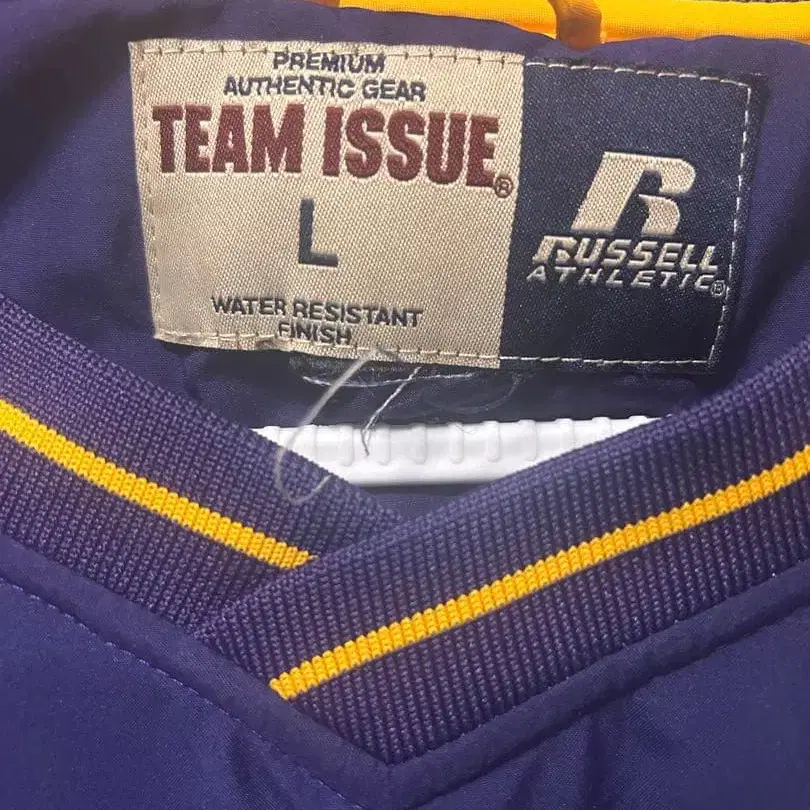 PREMIUM
AUTHENTIC GEAR
TEAM ISSUE®
L
WATER RESISTANT
FINISH
R
RUSSELL
ATHLETIC®